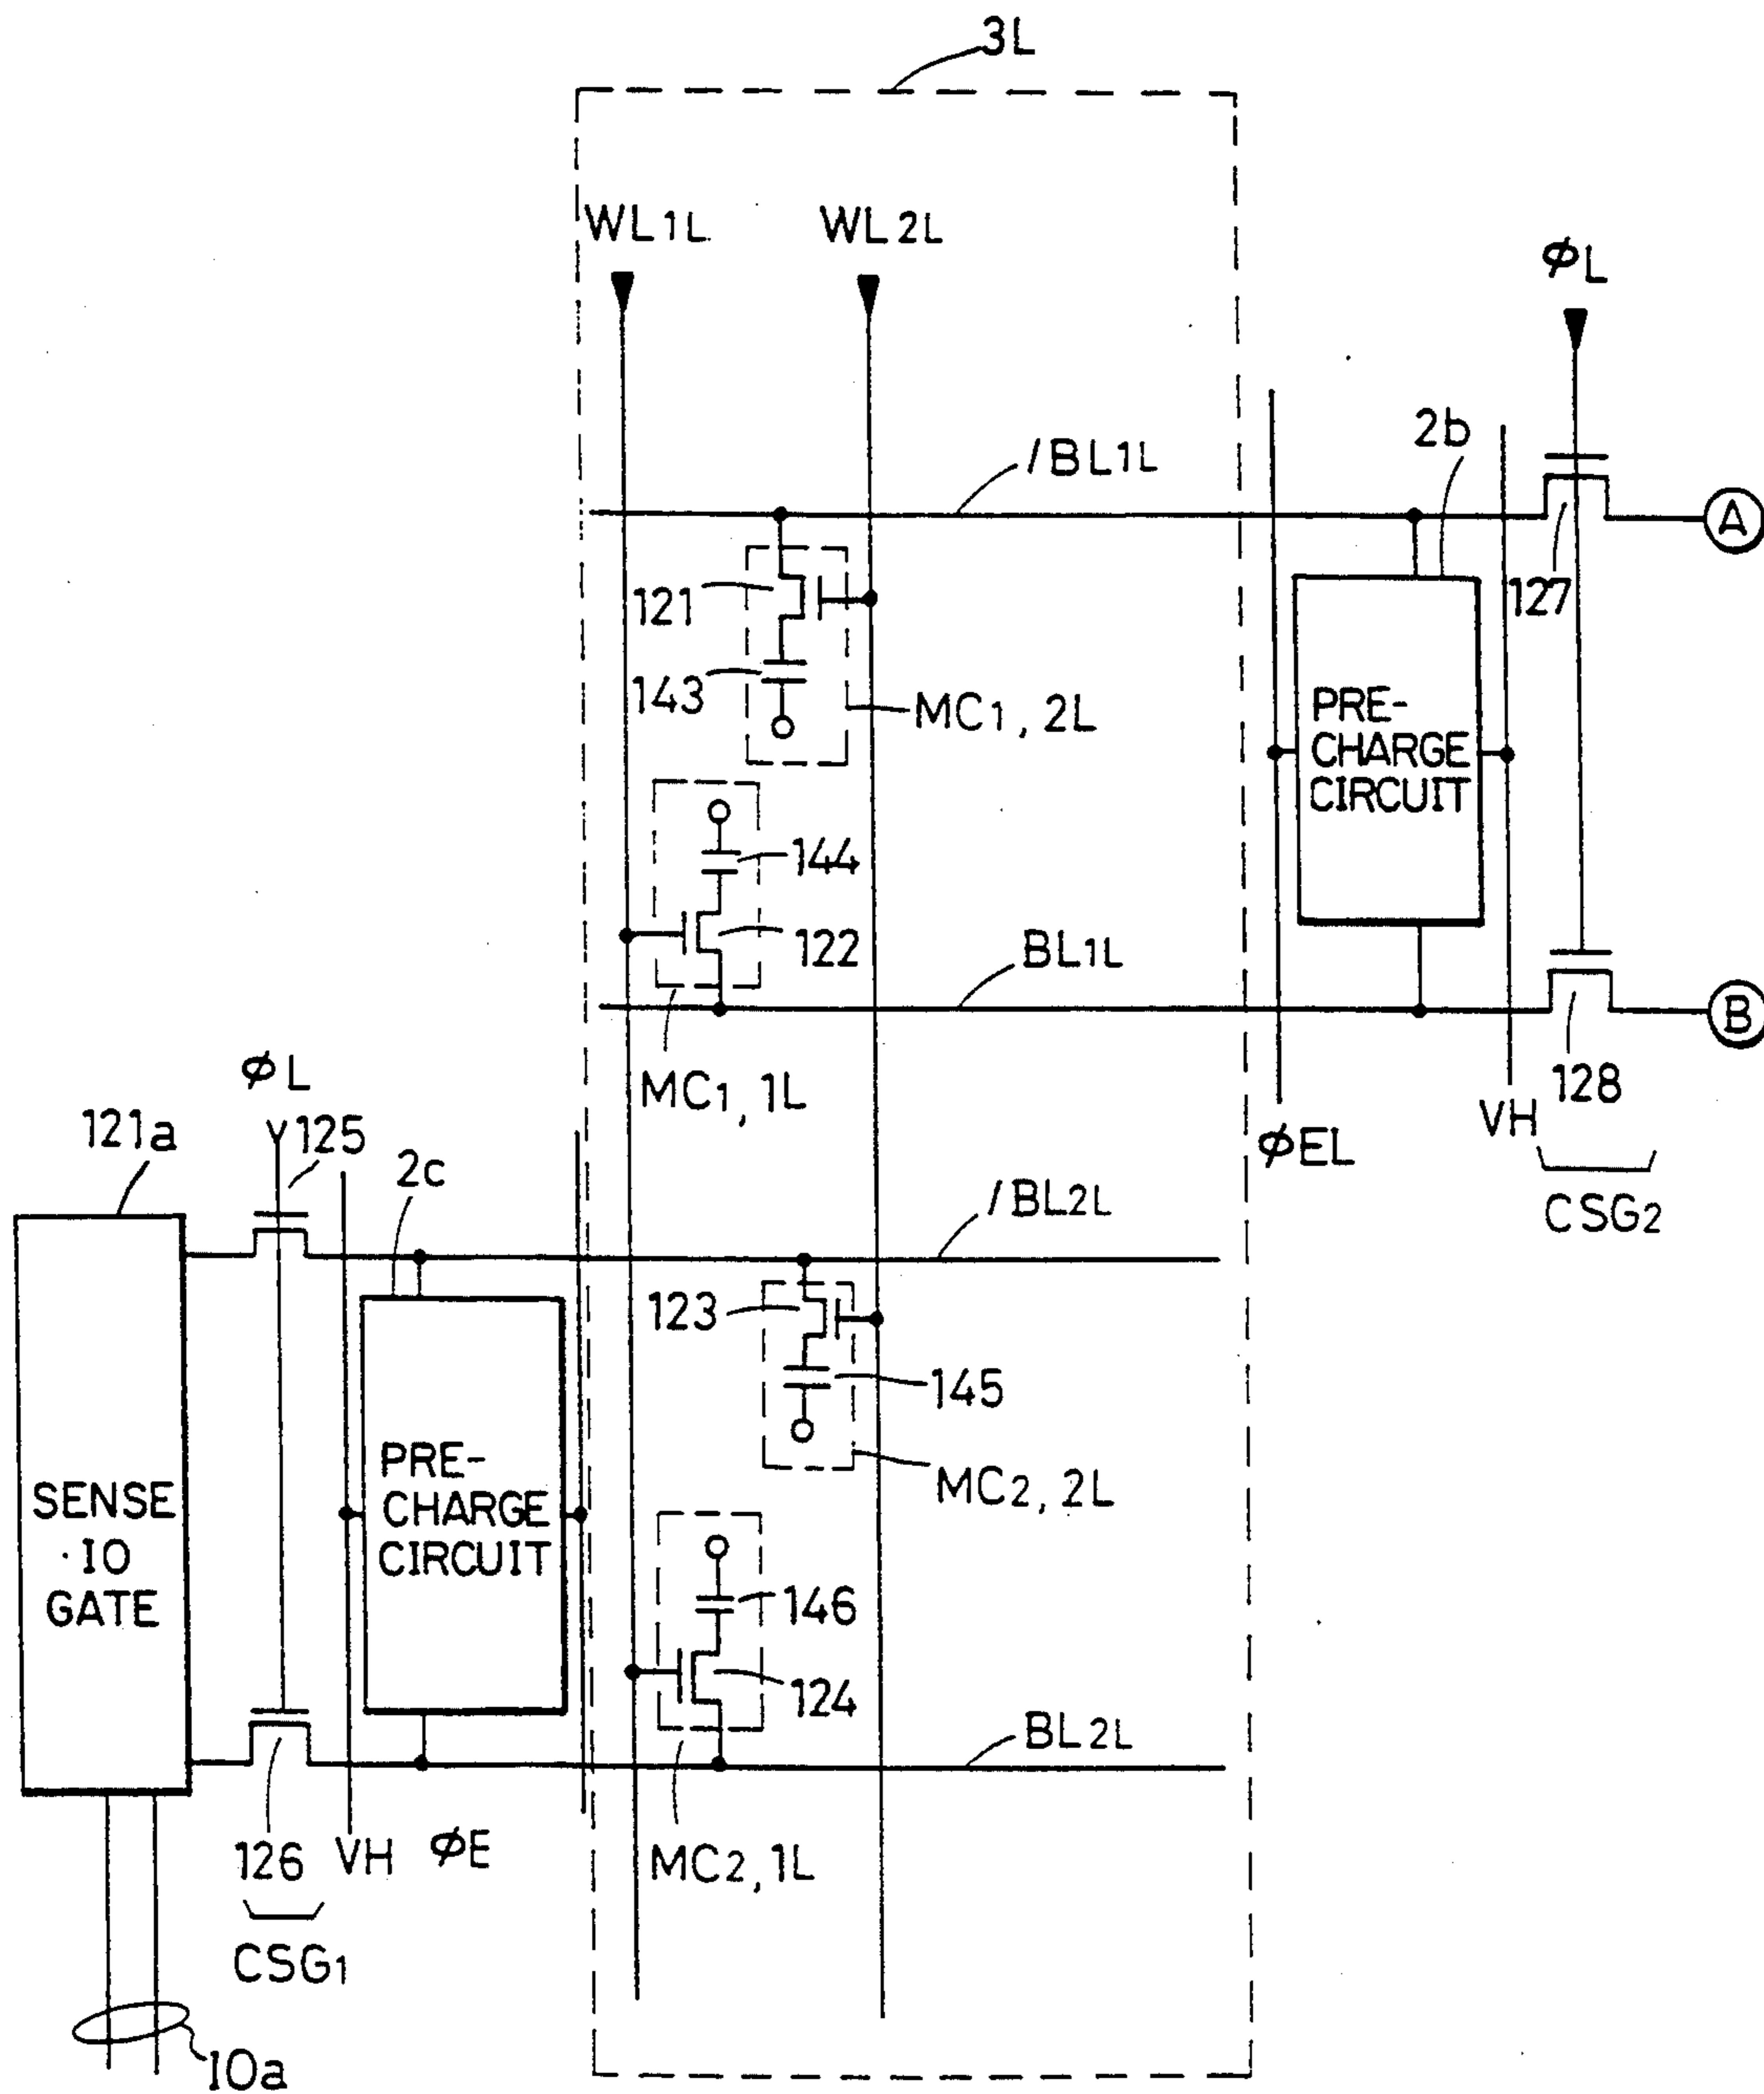 3L
WL1L
WL2L
φL
/BL1L
2b
A
121
127
143
MC1, 2L
PRE-
CHARGE
CIRCUIT
144
122
BL1L
B
φL
MC1, 1L
128
121a
125
VH
φEL
2c
/BL2L
CSG2
123
145
PRE-
CHARGE
CIRCUIT
MC2, 2L
SENSE
·IO
GATE
146
124
BL2L
126
VH
φE
MC2, 1L
CSG1
IOa